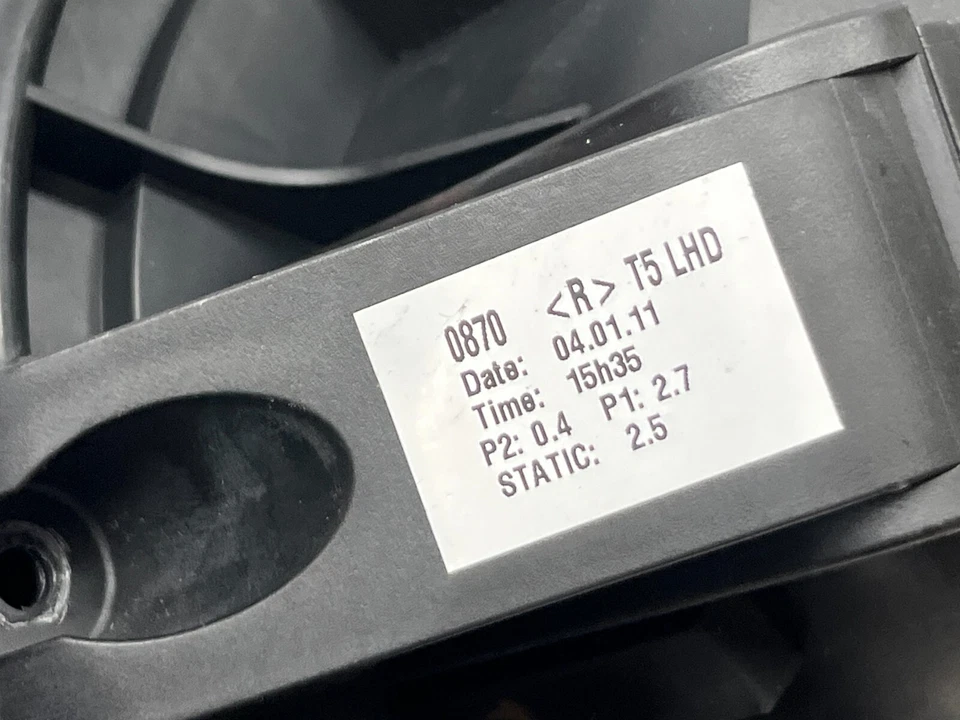 0870 <R> T5 LHD
Date: 04.01.11
Time: 15h35
P2: 0.4 P1: 2.7
STATIC: 2.5